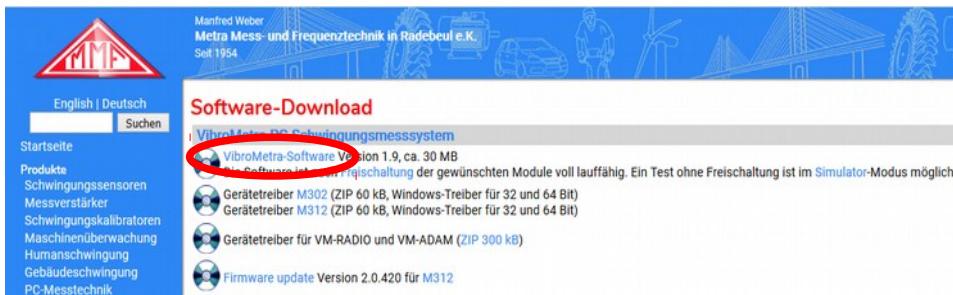 Manfred Weber
Metra Mess- und Frequenztechnik in Radebeul e.K.
Seit 1954
MMF
English | Deutsch
Suchen
Startseite
Produkte
Schwingungssensoren
Messverstärker
Schwingungskalibratoren
Maschinenüberwachung
Humanschwingung
Gebäudeschwingung
PC-Messtechnik
Software-Download
VibroMetra PC Schwingungsmesssystem
VibroMetra-Software Version 1.9, ca. 30 MB
Die Software ist nach Freischaltung der gewünschten Module voll lauffähig. Ein Test ohne Freischaltung ist im Simulator-Modus möglich
Gerätetreiber M302 (ZIP 60 kB, Windows-Treiber für 32 und 64 Bit)
Gerätetreiber M312 (ZIP 60 kB, Windows-Treiber für 32 und 64 Bit)
Gerätetreiber für VM-RADIO und VM-ADAM (ZIP 300 kB)
Firmware update Version 2.0.420 für M312